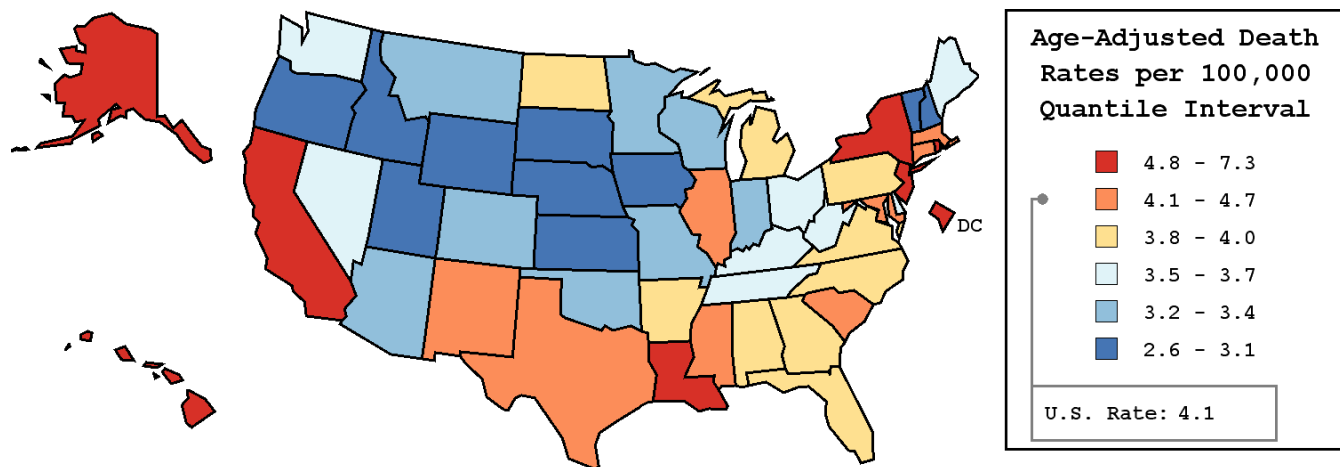 Age-Adjusted Death
Rates per 100,000
Quantile Interval
4.8 - 7.3
4.1 - 4.7
3.8 - 4.0
3.5 - 3.7
3.2 - 3.4
2.6 - 3.1
U.S. Rate: 4.1
DC